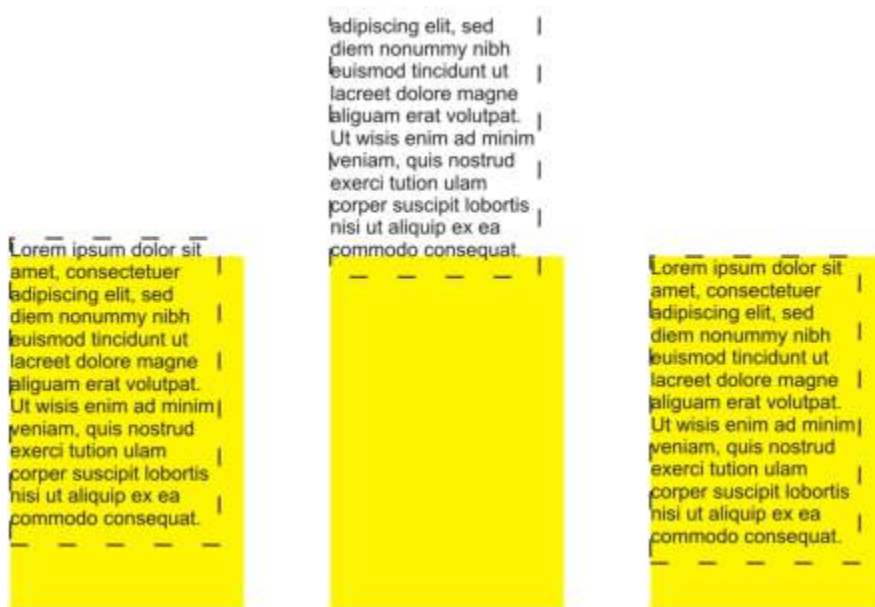 Lorem ipsum dolor sit
amet, consectetuer
adipiscing elit, sed
diem nonummy nibh
euismod tincidunt ut
lacreet dolore magne
aliguam erat volutpat.
Ut wisis enim ad minim
veniam, quis nostrud
exerci tution ulam
corper suscipit lobortis
nisi ut aliquip ex ea
commodo consequat.
adipiscing elit, sed
diem nonummy nibh
euismod tincidunt ut
lacreet dolore magne
aliguam erat volutpat.
Ut wisis enim ad minim
veniam, quis nostrud
exerci tution ulam
corper suscipit lobortis
nisi ut aliquip ex ea
commodo consequat.
Lorem ipsum dolor sit
amet, consectetuer
adipiscing elit, sed
diem nonummy nibh
euismod tincidunt ut
lacreet dolore magne
aliguam erat volutpat.
Ut wisis enim ad minim
veniam, quis nostrud
exerci tution ulam
corper suscipit lobortis
nisi ut aliquip ex ea
commodo consequat.